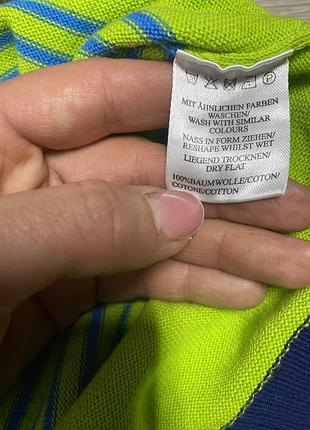 MIT ÄHNLICHEN FARBEN
WASCHEN/
WASH WITH SIMILAR
COLOURS
NASS IN FORM ZIEHEN/
RESHAPE WHILST WET
LIEGEND TROCKNEN/
DRY FLAT
100%BAUMWOLLE/COTON/
COTONE/COTTON